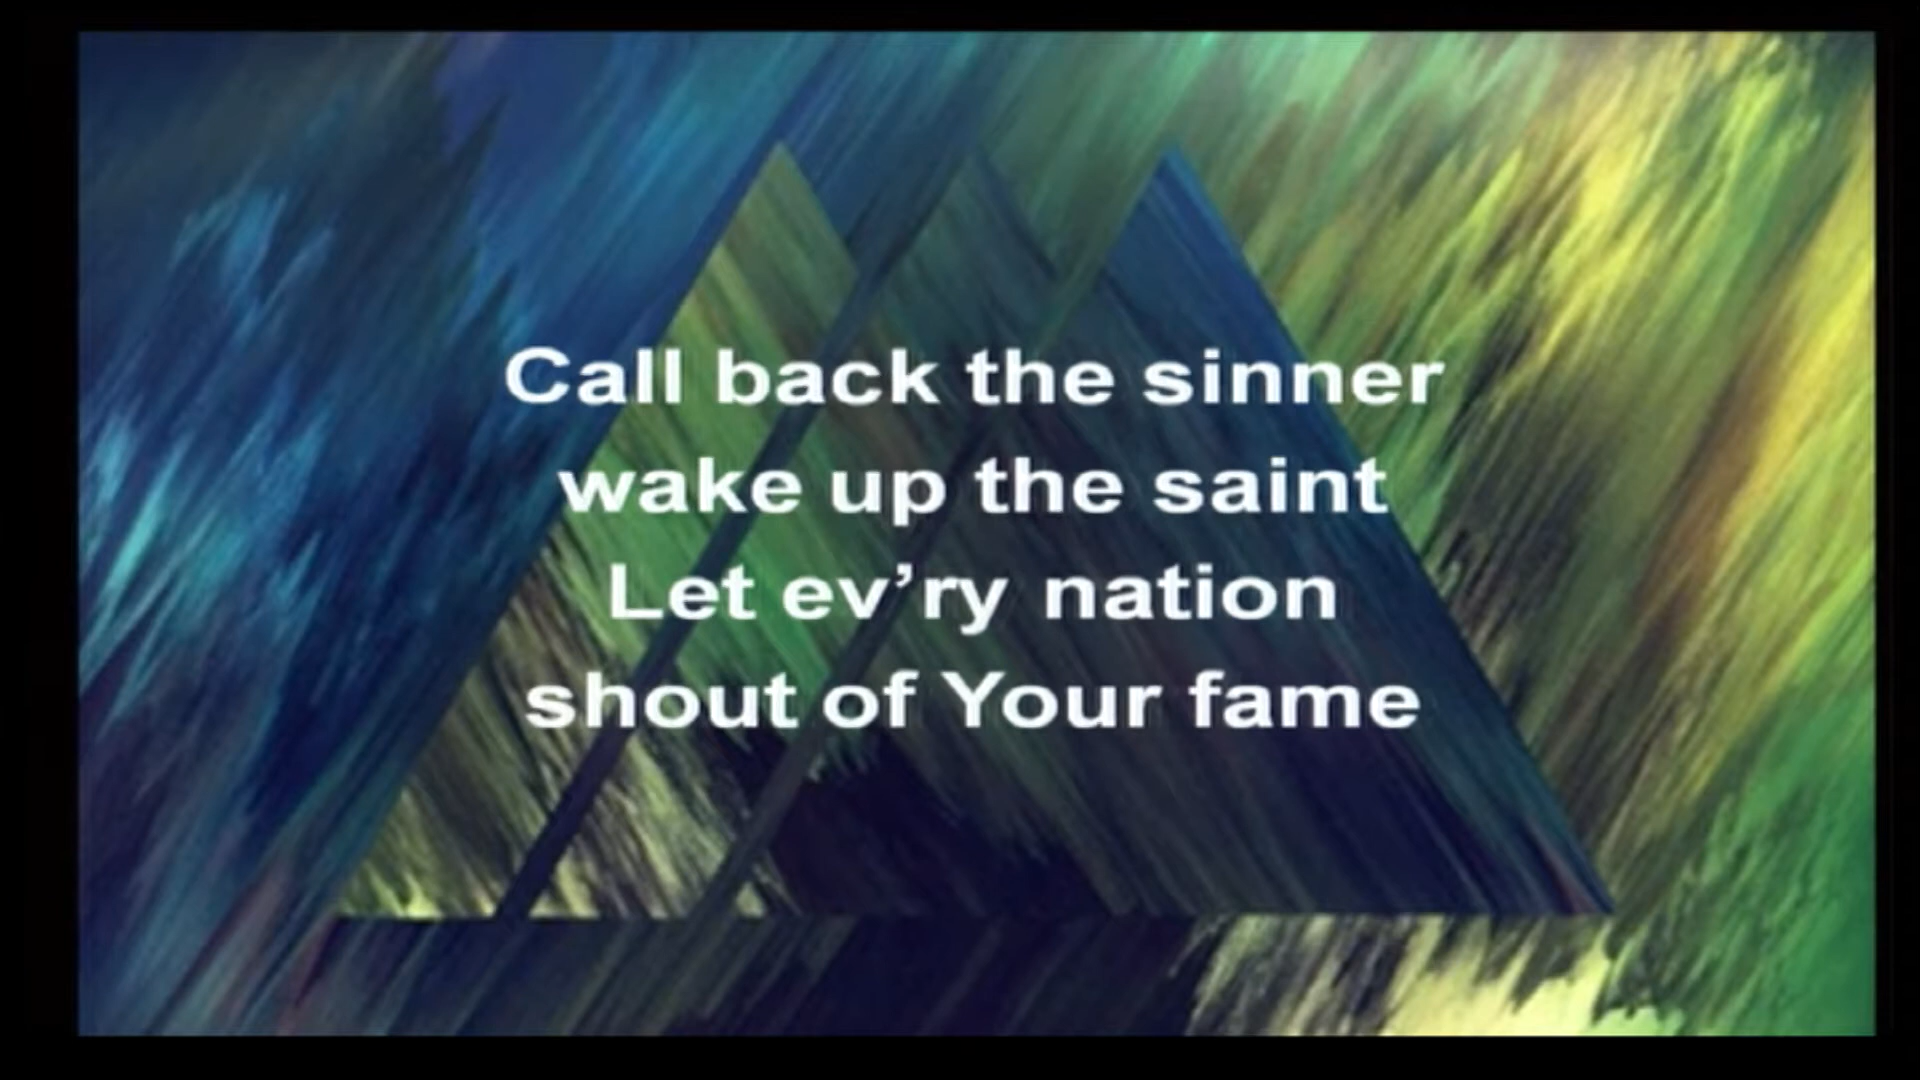 Call back the sinner
wake up the saint
Let ev’ry nation
shout of Your fame